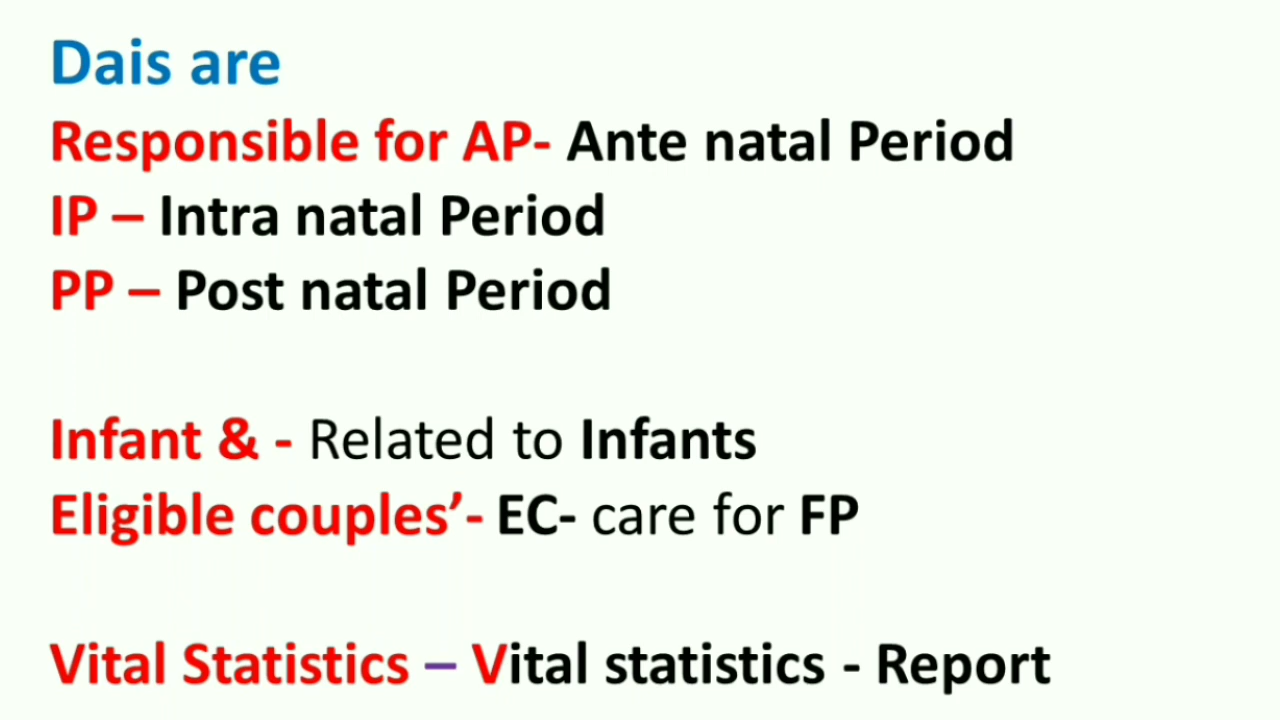 Dais are
Responsible for AP- Ante natal Period
IP – Intra natal Period
PP – Post natal Period
Infant & - Related to Infants
Eligible couples’- EC- care for FP
Vital Statistics – Vital statistics - Report